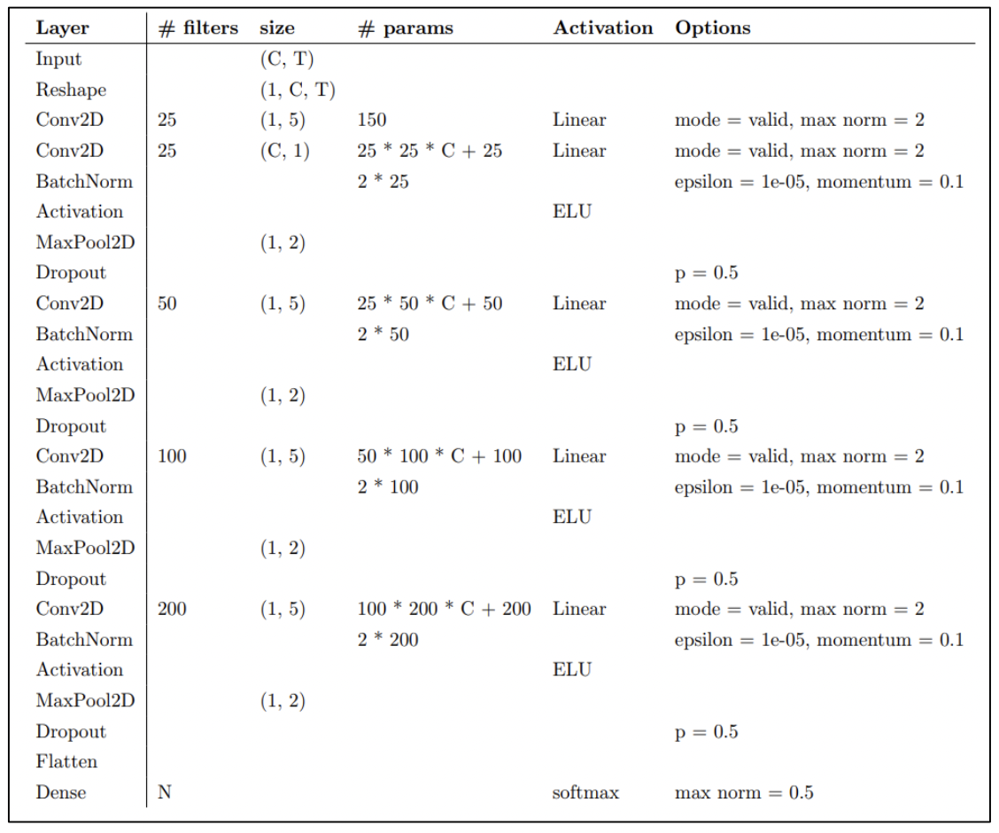 Layer # filters size # params Activation Options
Input (C, T)
Reshape (1, C, T)
Conv2D 25 (1, 5) 150 Linear mode = valid, max norm = 2
Conv2D 25 (C, 1) 25 * 25 * C + 25 Linear mode = valid, max norm = 2
BatchNorm 2 * 25 epsilon = 1e-05, momentum = 0.1
Activation ELU
MaxPool2D (1, 2)
Dropout p = 0.5
Conv2D 50 (1, 5) 25 * 50 * C + 50 Linear mode = valid, max norm = 2
BatchNorm 2 * 50 epsilon = 1e-05, momentum = 0.1
Activation ELU
MaxPool2D (1, 2)
Dropout p = 0.5
Conv2D 100 (1, 5) 50 * 100 * C + 100 Linear mode = valid, max norm = 2
BatchNorm 2 * 100 epsilon = 1e-05, momentum = 0.1
Activation ELU
MaxPool2D (1, 2)
Dropout p = 0.5
Conv2D 200 (1, 5) 100 * 200 * C + 200 Linear mode = valid, max norm = 2
BatchNorm 2 * 200 epsilon = 1e-05, momentum = 0.1
Activation ELU
MaxPool2D (1, 2)
Dropout p = 0.5
Flatten
Dense N softmax max norm = 0.5